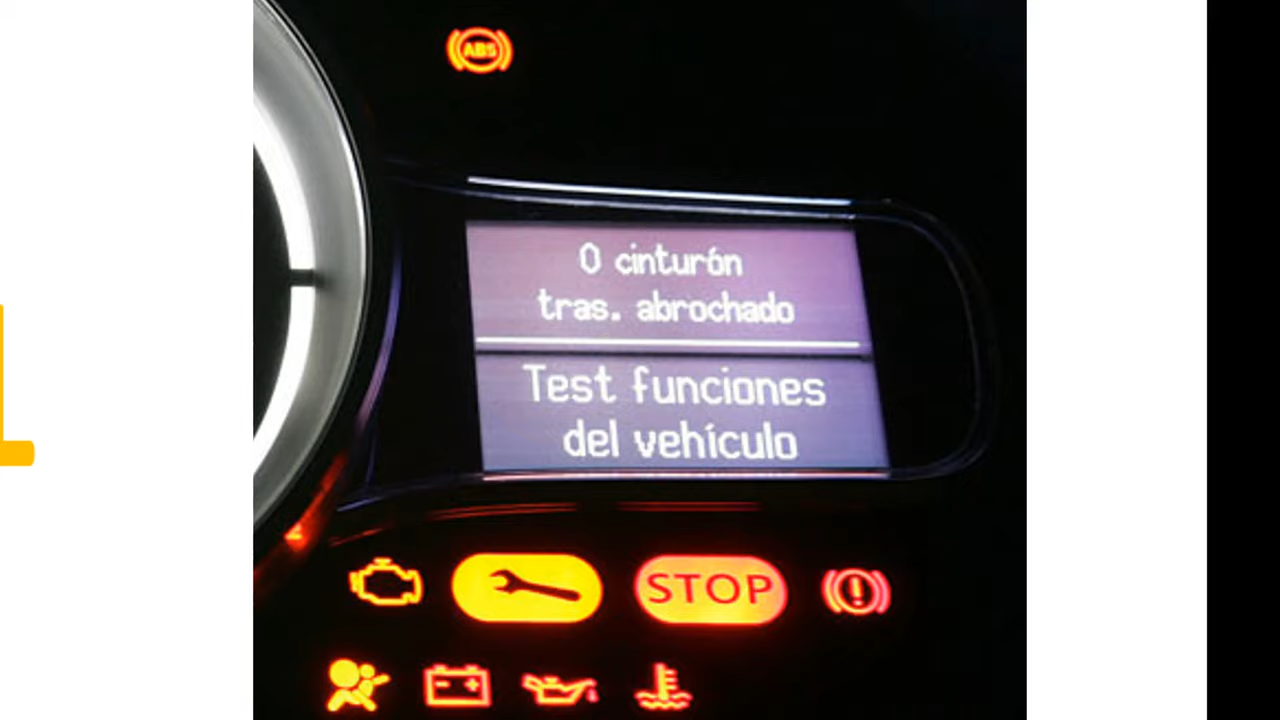 ABS
0 cinturón
tras. abrochado
Test funciones
del vehículo
STOP